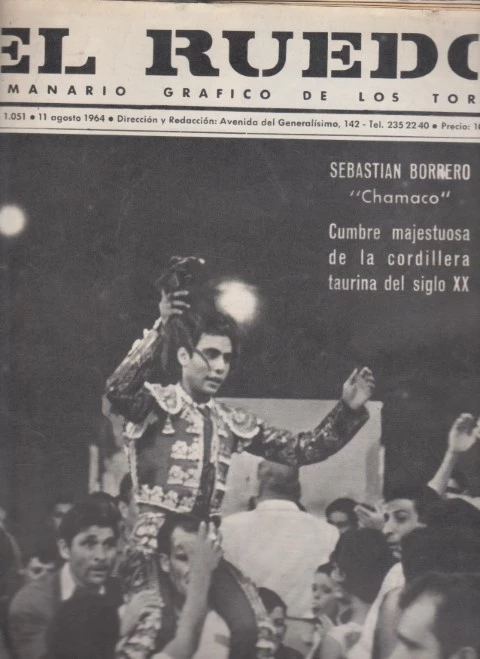 EL RUEDO
MANARIO GRAFICO DE LOS TOR
1.051 • 11 agosto 1964 • Dirección y Redacción: Avenida del Generalísimo, 142 - Tel. 235 22 40 • Precio: 10
SEBASTIAN BORRERO
"Chamaco"
Cumbre majestuosa
de la cordillera
taurina del siglo XX